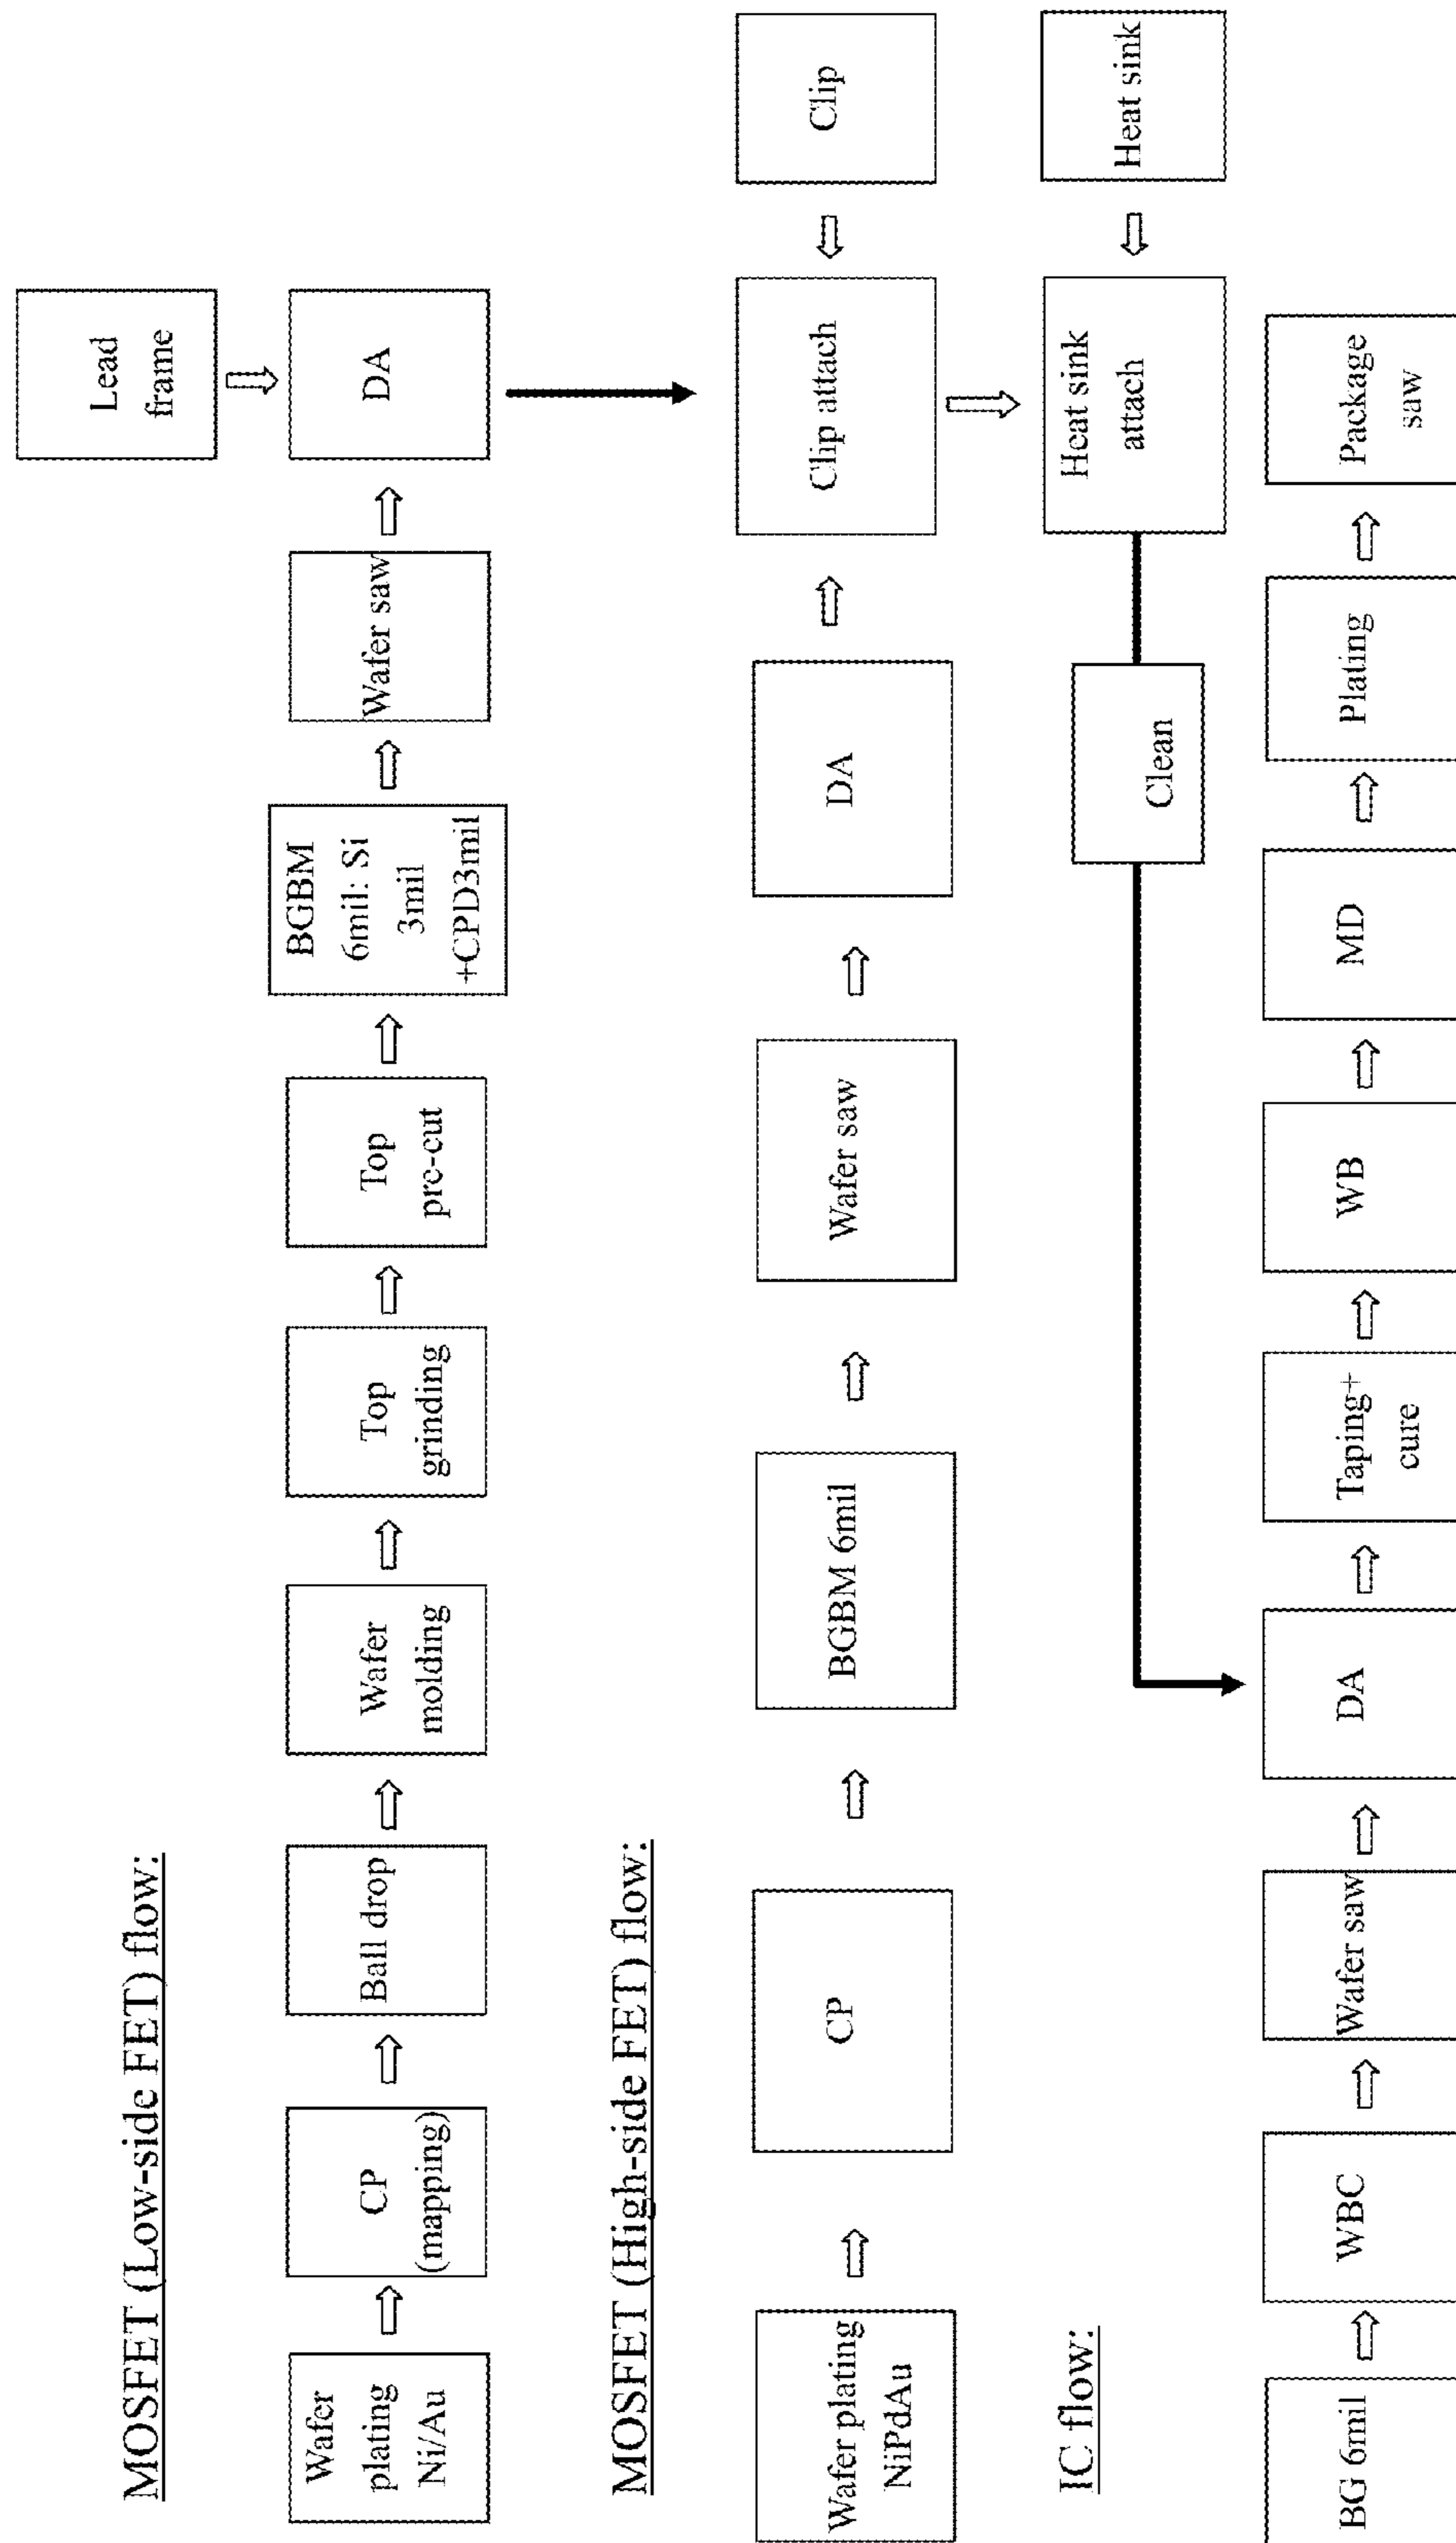 MOSFET (Low-side FET) flow:
Wafer
plating
Ni/Au
CP
(mapping)
Ball drop
Wafer
molding
Top
grinding
Top
pre-cut
BGBM
6mil: Si
3mil
+CPD3mil
Wafer saw
DA
Lead
frame
MOSFET (High-side FET) flow:
Wafer plating
NiPdAu
CP
BGBM 6mil
Wafer saw
DA
Clip attach
Clip
Heat sink
attach
Heat sink
Clean
IC flow:
BG 6mil
WBC
Wafer saw
DA
Taping+
cure
WB
MD
Plating
Package
saw